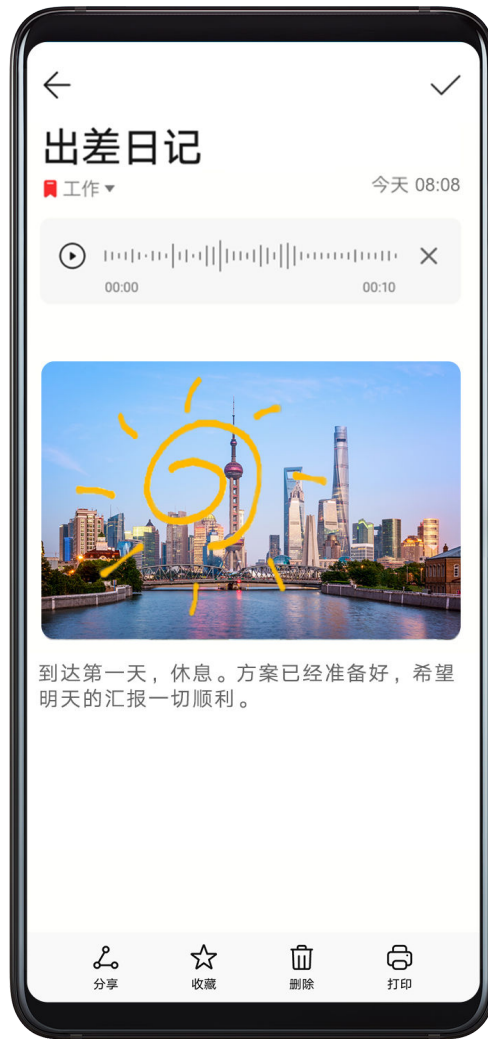 出差日记
工作
今天 08:08
00:00
00:10
到达第一天，休息。方案已经准备好，希望
明天的汇报一切顺利。
分享
收藏
删除
打印